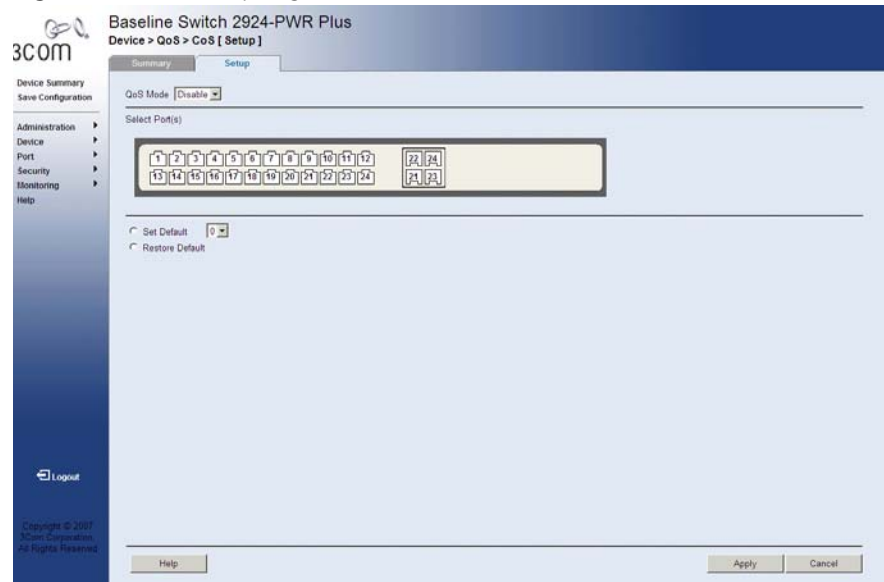 3COM
Baseline Switch 2924-PWR Plus
Device > QoS > CoS [ Setup ]
Summary Setup
Device Summary
Save Configuration
Administration
Device
Port
Security
Monitoring
Help
Logout
Copyright © 2007
3Com Corporation.
All Rights Reserved
QoS Mode Disable
Select Port(s)
1 2 3 4 5 6 7 8 9 10 11 12 22 24
13 14 15 16 17 18 19 20 21 22 23 24 21 23
Set Default 0
Restore Default
Help Apply Cancel